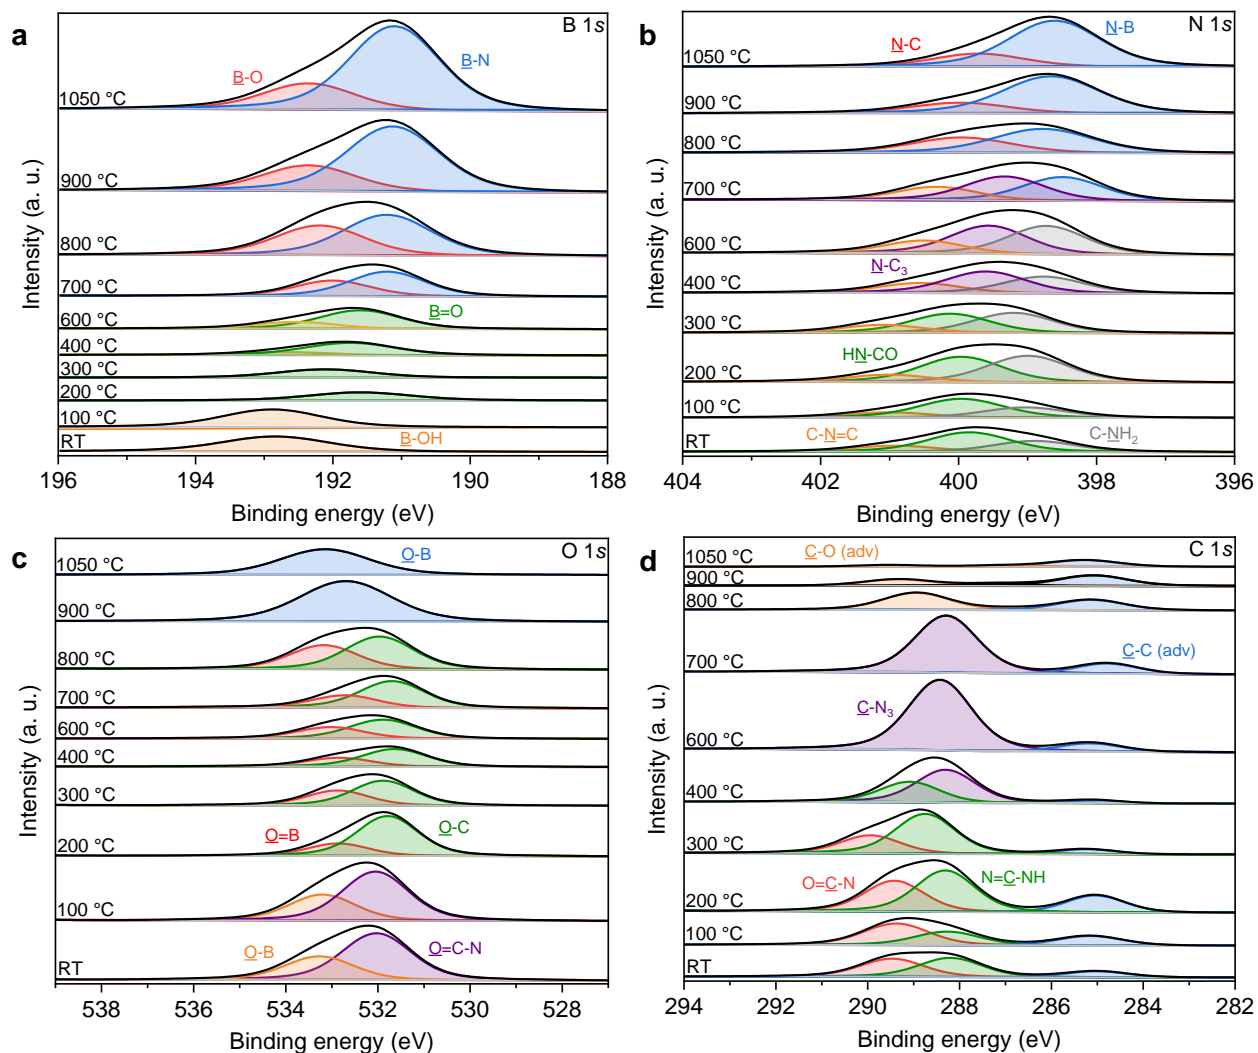 a
B 1s
B-O
B-N
1050 °C
900 °C
800 °C
700 °C
B=O
600 °C
400 °C
300 °C
200 °C
100 °C
RT
B-OH
196
194
192
190
188
Binding energy (eV)
Intensity (a. u.)
b
N 1s
N-C
N-B
1050 °C
900 °C
800 °C
700 °C
600 °C
N-C₃
400 °C
300 °C
HN-CO
200 °C
100 °C
C-N=C
C-NH₂
RT
404
402
400
398
396
Binding energy (eV)
Intensity (a. u.)
c
O 1s
1050 °C
O-B
900 °C
800 °C
700 °C
600 °C
400 °C
300 °C
O=B
O-C
200 °C
100 °C
O-B
O=C-N
RT
538
536
534
532
530
528
Binding energy (eV)
Intensity (a. u.)
d
C 1s
1050 °C
C-O (adv)
900 °C
800 °C
C-C (adv)
700 °C
C-N₃
600 °C
400 °C
300 °C
O=C-N
N=C-NH
200 °C
100 °C
RT
294
292
290
288
286
284
282
Binding energy (eV)
Intensity (a. u.)